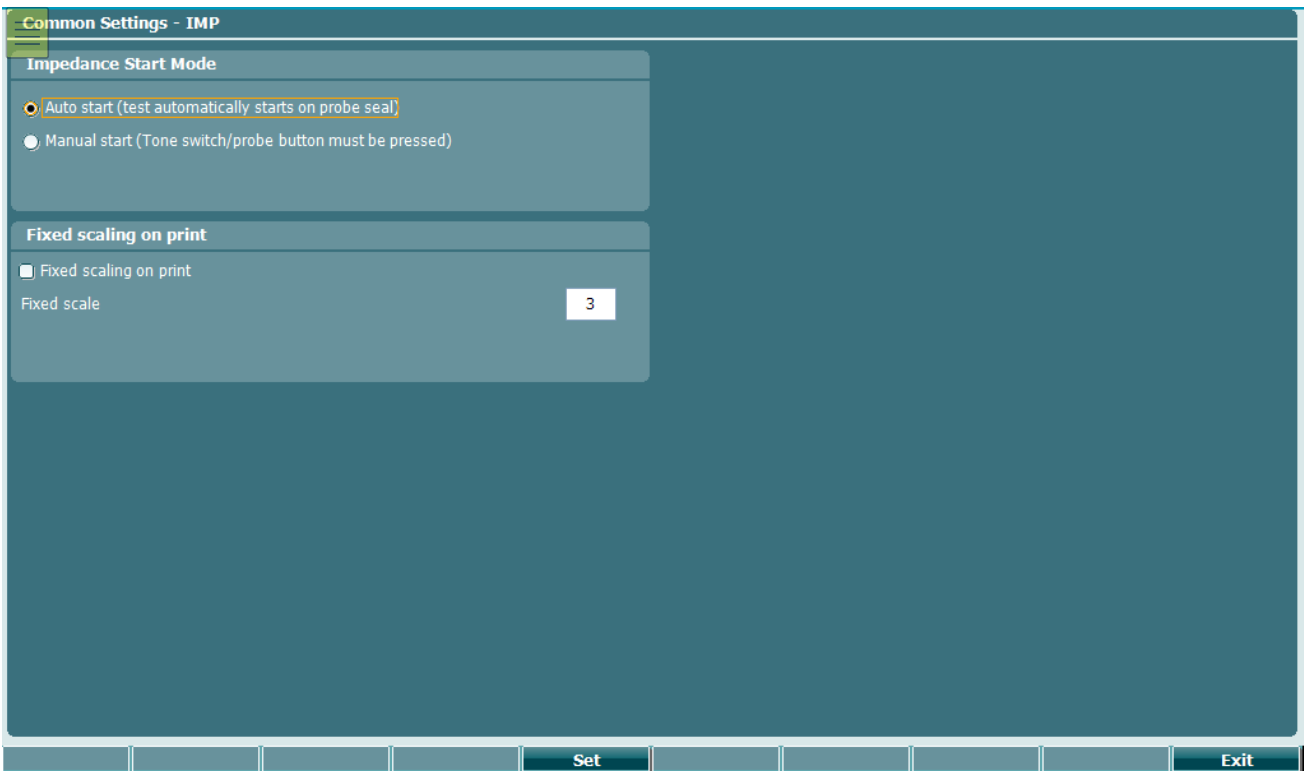 Common Settings - IMP
Impedance Start Mode
Auto start (test automatically starts on probe seal)
Manual start (Tone switch/probe button must be pressed)
Fixed scaling on print
Fixed scaling on print
Fixed scale 3
Set Exit